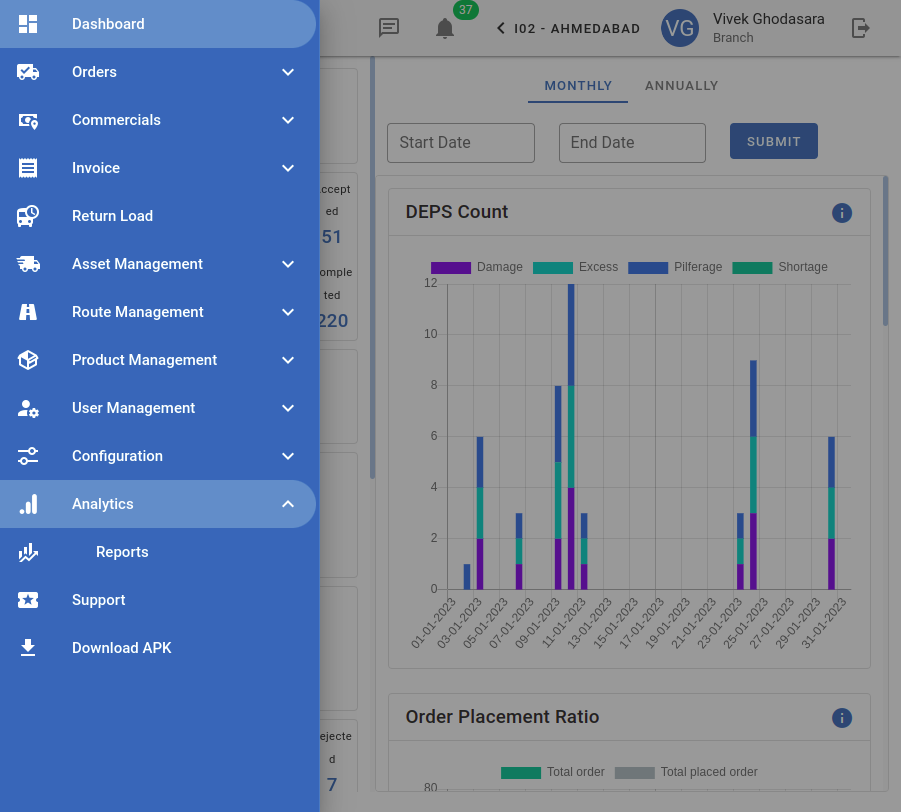 Dashboard
Orders
Commercials
Invoice
Return Load
Asset Management
Route Management
Product Management
User Management
Configuration
Analytics
Reports
Support
Download APK
37
I02 - AHMEDABAD
VG
Vivek Ghodasara
Branch
ccept
ed
51
omple
ted
220
ejecte
d
7
MONTHLY ANNUALLY
Start Date End Date SUBMIT
DEPS Count
Damage Excess Pilferage Shortage
12
10
8
6
4
2
0
01-01-2023 03-01-2023 05-01-2023 07-01-2023 09-01-2023 11-01-2023 13-01-2023 15-01-2023 17-01-2023 19-01-2023 21-01-2023 23-01-2023 25-01-2023 27-01-2023 29-01-2023 31-01-2023
Order Placement Ratio
Total order Total placed order
80